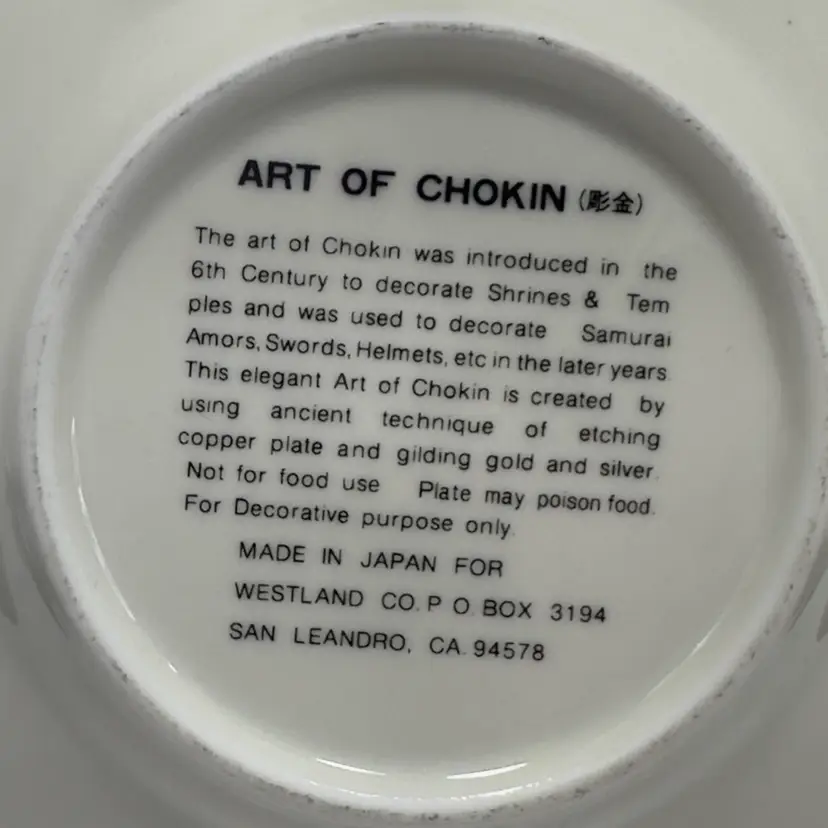 ART OF CHOKIN (彫金)
The art of Chokin was introduced in the
6th Century to decorate Shrines & Tem
ples and was used to decorate Samurai
Amors, Swords, Helmets, etc in the later years.
This elegant Art of Chokin is created by
using ancient technique of etching
copper plate and gilding gold and silver.
Not for food use Plate may poison food.
For Decorative purpose only.
MADE IN JAPAN FOR
WESTLAND CO. P. O. BOX 3194
SAN LEANDRO, CA. 94578